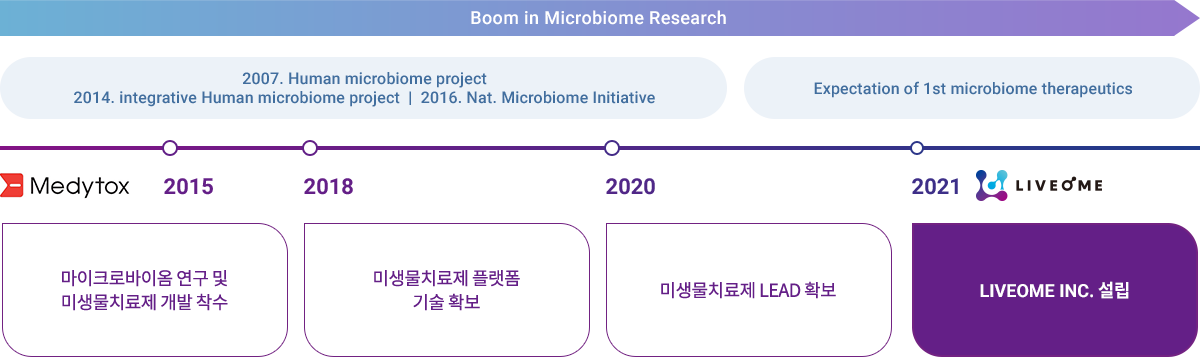 Boom in Microbiome Research
2007. Human microbiome project
2014. integrative Human microbiome project | 2016. Nat. Microbiome Initiative
Expectation of 1st microbiome therapeutics
Medytox
2015
2018
2020
2021
LIVEOME
마이크로바이옴 연구 및
미생물치료제 개발 착수
미생물치료제 플랫폼
기술 확보
미생물치료제 LEAD 확보
LIVEOME INC. 설립